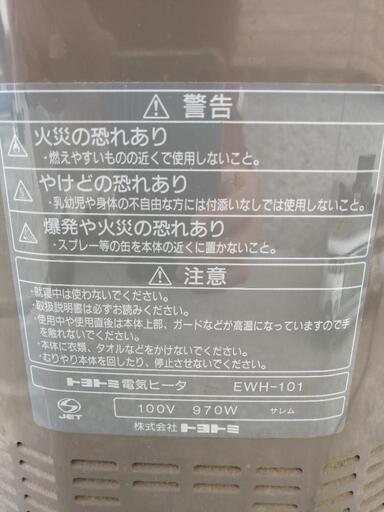 警告
火災の恐れあり
・燃えやすいものの近くで使用しないこと。
やけどの恐れあり
・乳幼児や身体の不自由な方には付添いなしでは使用しないこと。
爆発や火災の恐れあり
・スプレー等の缶を本体の近くに置かないこと。
注意
・就寝中は使わないでください。
・取扱説明書は必ずお読みください。
・使用中や使用直後は本体上部、ガードなどが高温になっていますので手
を触れないでください。
・本体に衣類、タオルなどをかけないでください。
・むりやり本体を回したり、停止させないでください。
トヨトミ電気ヒータ EWH-101
JET 100V 970W サレム
株式会社トヨトミ